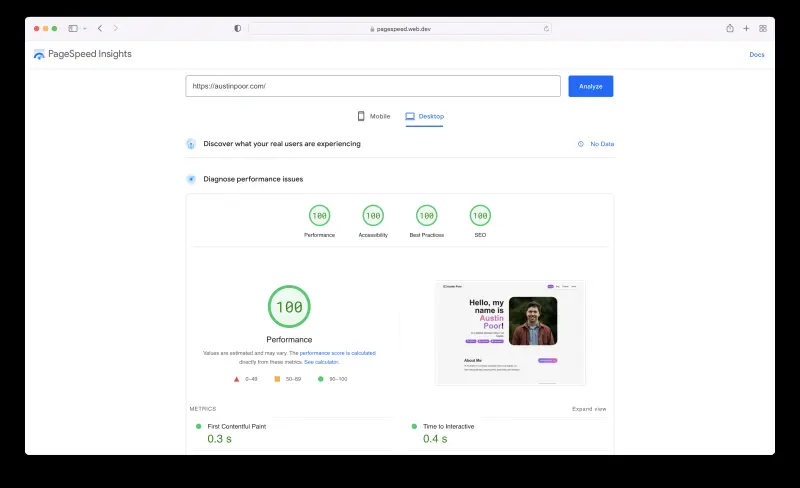 pagespeed.web.dev
PageSpeed Insights
Docs
https://austinpoor.com/
Analyze
Mobile
Desktop
Discover what your real users are experiencing
No Data
Diagnose performance issues
100
100
100
100
Performance
Accessibility
Best Practices
SEO
100
Performance
Values are estimated and may vary. The performance score is calculated
directly from these metrics. See calculator.
0–49
50–89
90–100
Hello, my
name is
Austin
Poor!
About Me
METRICS
Expand view
First Contentful Paint
0.3 s
Time to Interactive
0.4 s